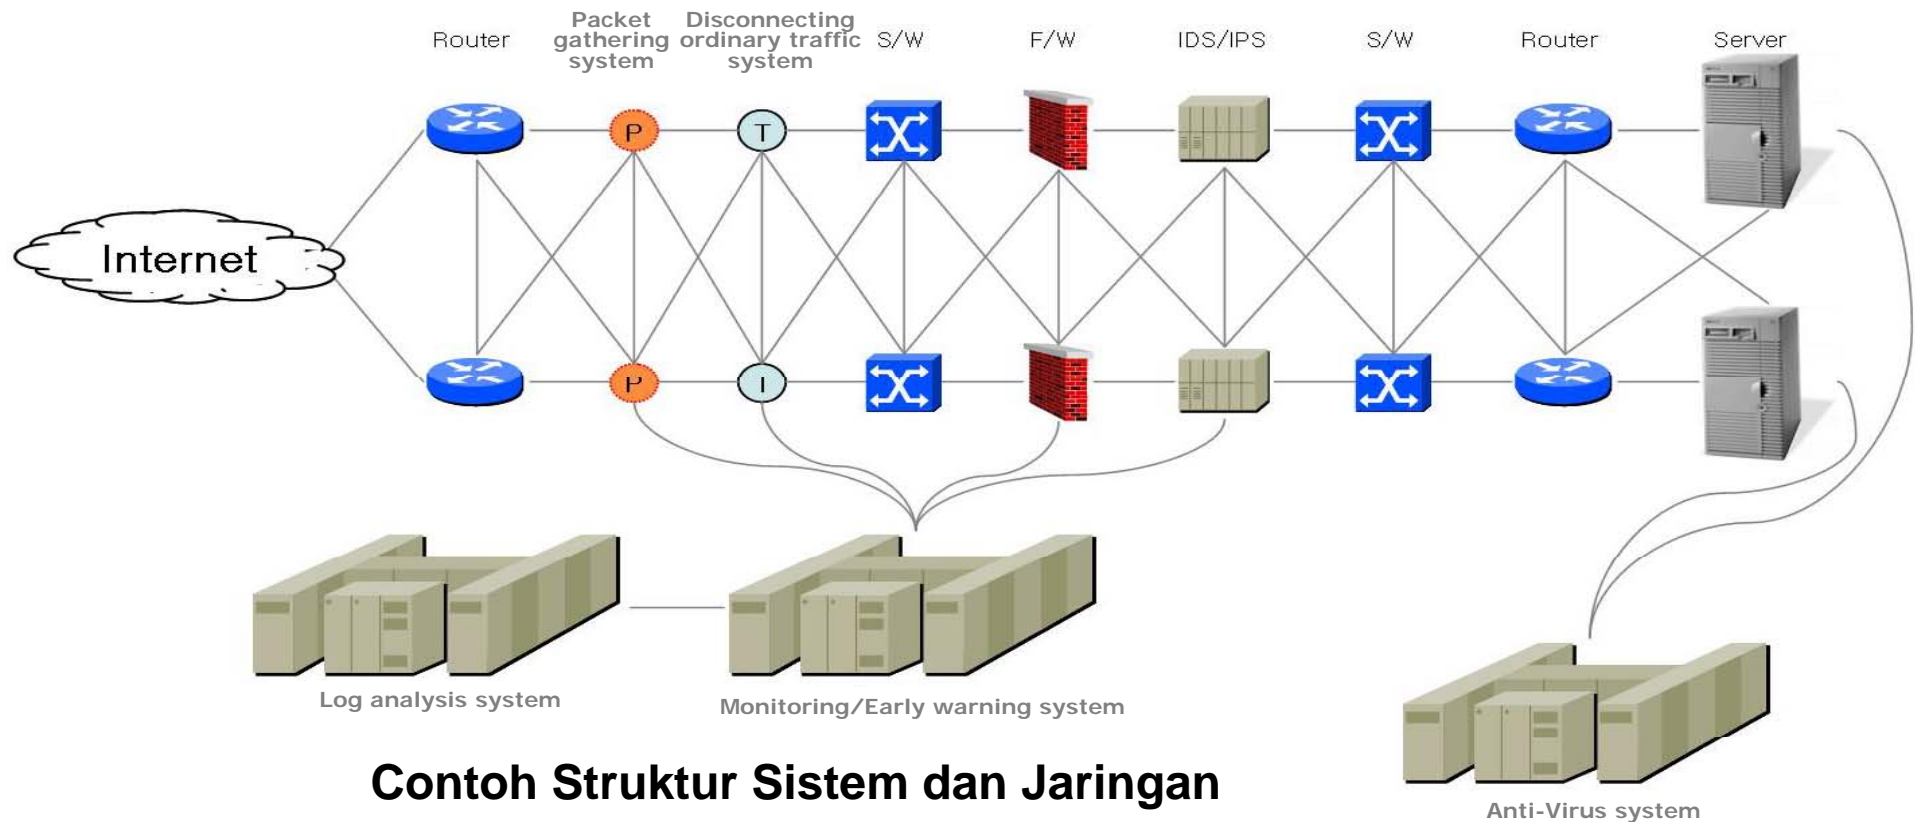 Router
Packet
gathering
system
Disconnecting
ordinary traffic
system
S/W
F/W
IDS/IPS
S/W
Router
Server
P
T
Internet
P
T
Log analysis system
Monitoring/Early warning system
Contoh Struktur Sistem dan Jaringan
Anti-Virus system